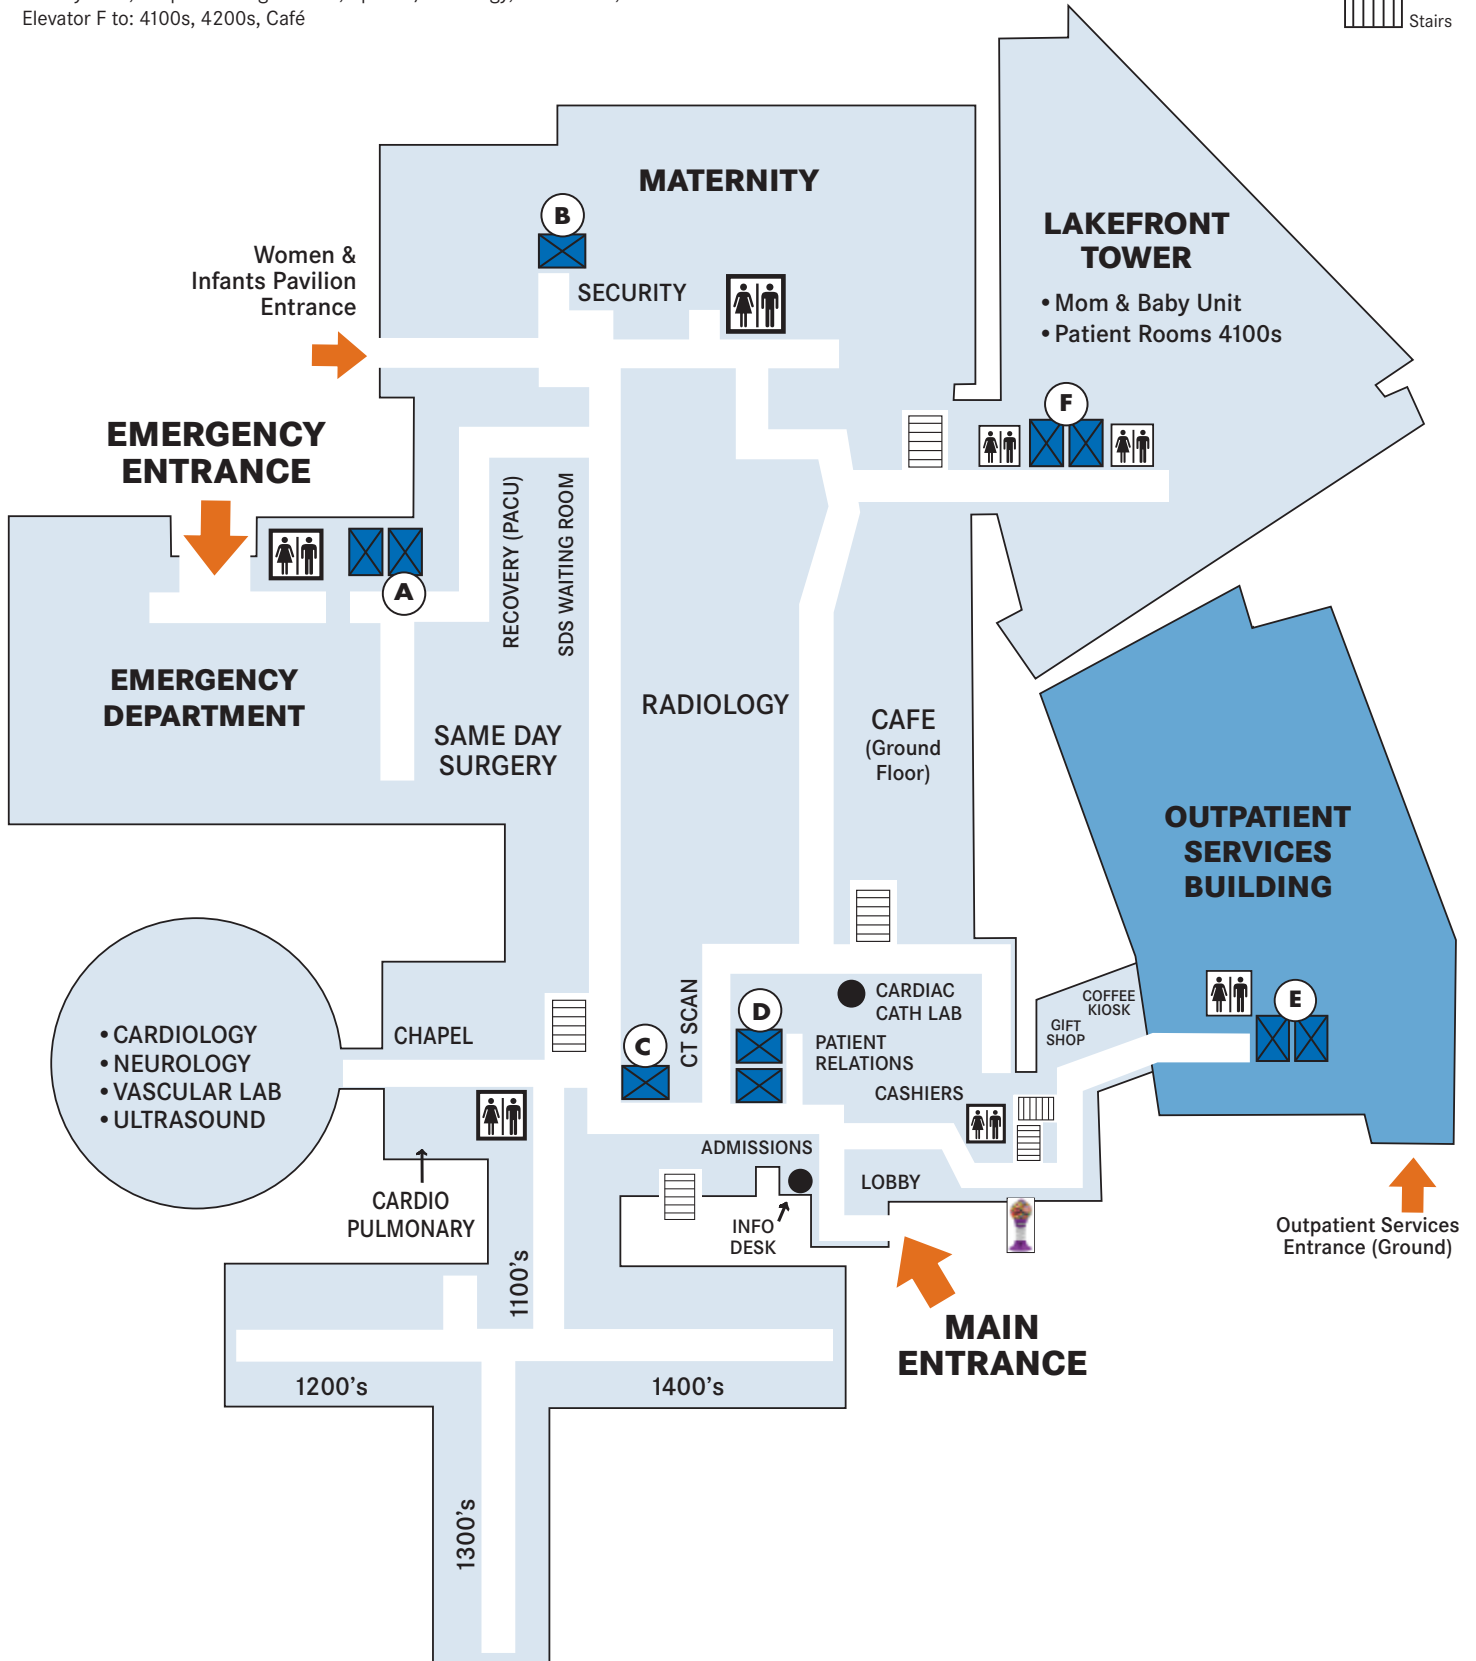 Elevator F to: 4100s, 4200s, Café
Stairs
MATERNITY
B
SECURITY
Women &
Infants Pavilion
Entrance
LAKEFRONT
TOWER
• Mom & Baby Unit
• Patient Rooms 4100s
F
EMERGENCY
ENTRANCE
A
RECOVERY (PACU)
SDS WAITING ROOM
EMERGENCY
DEPARTMENT
SAME DAY
SURGERY
RADIOLOGY
CAFE
(Ground
Floor)
OUTPATIENT
SERVICES
BUILDING
• CARDIOLOGY
• NEUROLOGY
• VASCULAR LAB
• ULTRASOUND
CHAPEL
C
CT SCAN
D
CARDIAC
CATH LAB
PATIENT
RELATIONS
CASHIERS
COFFEE
KIOSK
GIFT
SHOP
E
ADMISSIONS
LOBBY
INFO
DESK
CARDIO
PULMONARY
1100's
Outpatient Services
Entrance (Ground)
MAIN
ENTRANCE
1200's
1400's
1300's